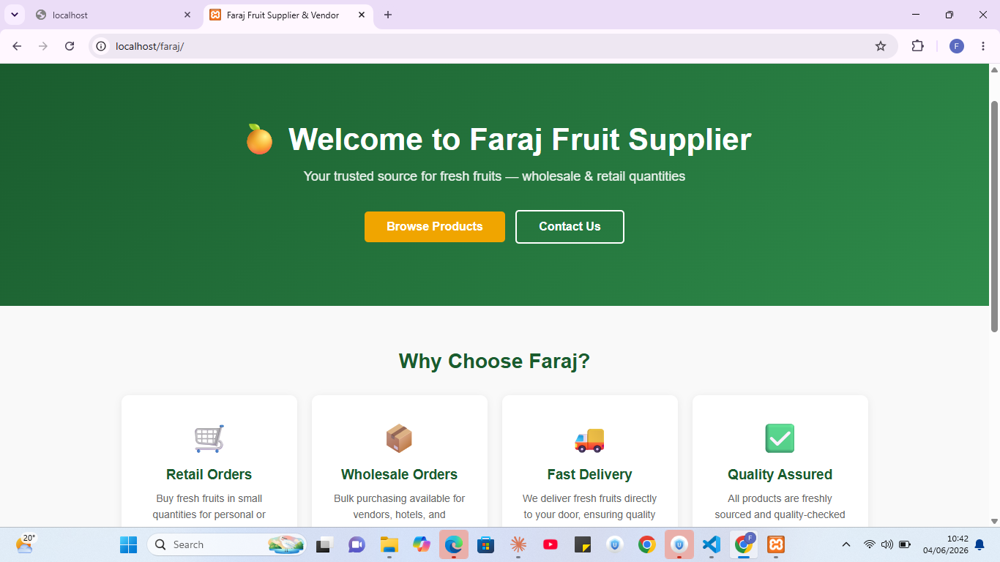 localhost
Faraj Fruit Supplier & Vendor
localhost/faraj/
F
Welcome to Faraj Fruit Supplier
Your trusted source for fresh fruits — wholesale & retail quantities
Browse Products
Contact Us
Why Choose Faraj?
Retail Orders
Buy fresh fruits in small
quantities for personal or
Wholesale Orders
Bulk purchasing available for
vendors, hotels, and
Fast Delivery
We deliver fresh fruits directly
to your door, ensuring quality
Quality Assured
All products are freshly
sourced and quality-checked
20°
Search
F
10:42
04/06/2026